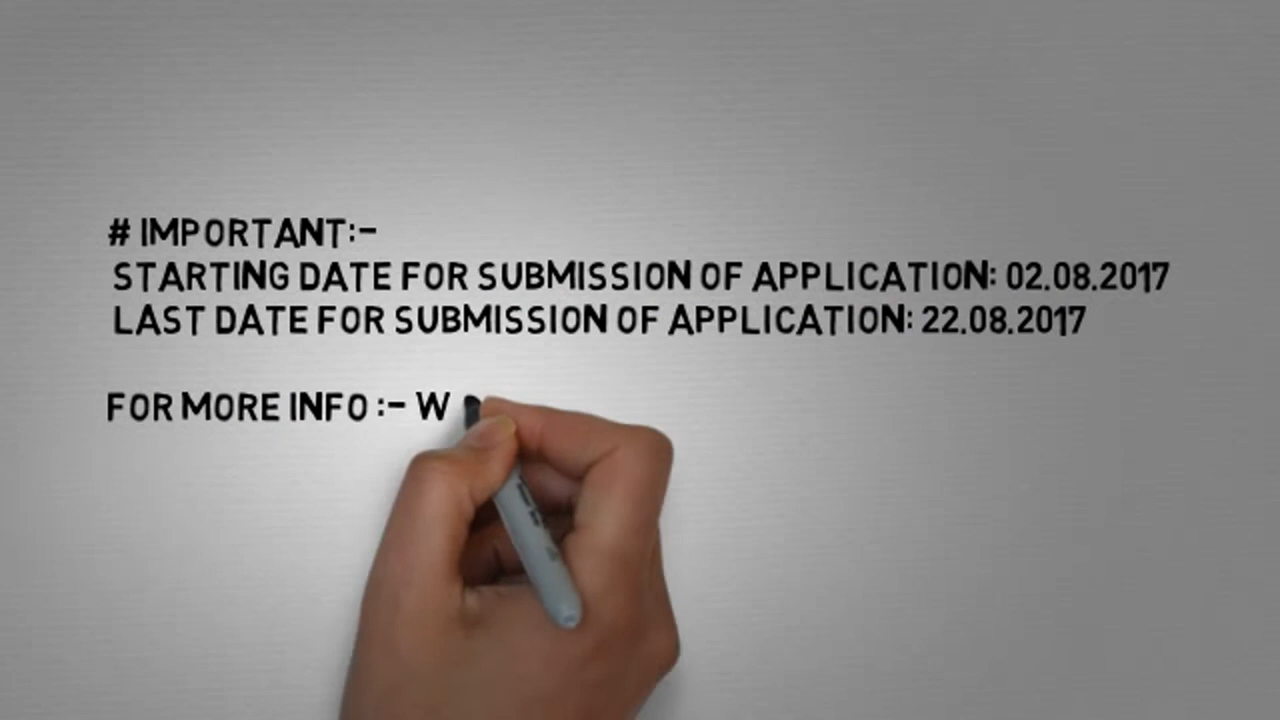 # IMPORTANT:-
STARTING DATE FOR SUBMISSION OF APPLICATION: 02.08.2017
LAST DATE FOR SUBMISSION OF APPLICATION: 22.08.2017
FOR MORE INFO :- W